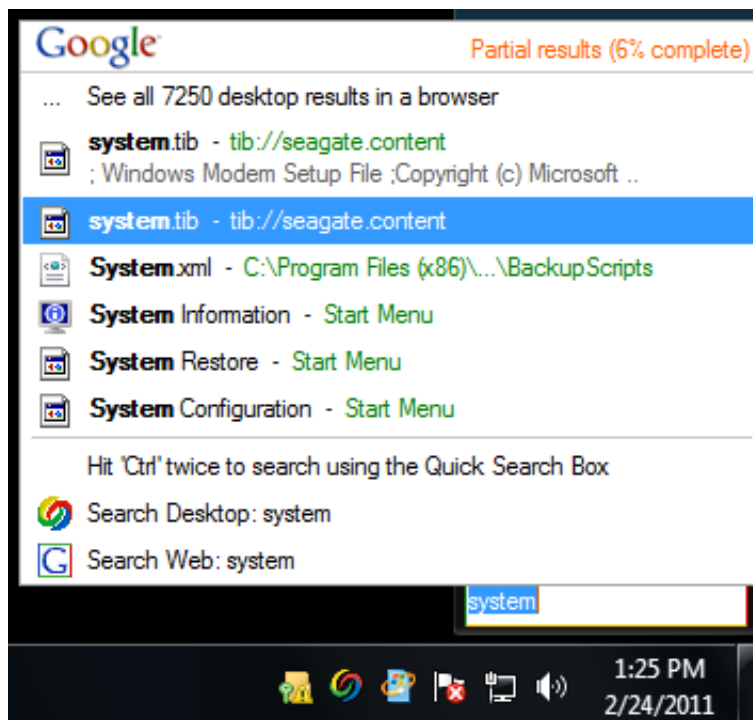 Google
Partial results (6% complete)
... See all 7250 desktop results in a browser
system.tib - tib://seagate.content
; Windows Modem Setup File ;Copyright (c) Microsoft ..
system.tib - tib://seagate.content
System.xml - C:\Program Files (x86)\...\BackupScripts
System Information - Start Menu
System Restore - Start Menu
System Configuration - Start Menu
Hit 'Ctrl' twice to search using the Quick Search Box
Search Desktop: system
G Search Web: system
system
1:25 PM
2/24/2011